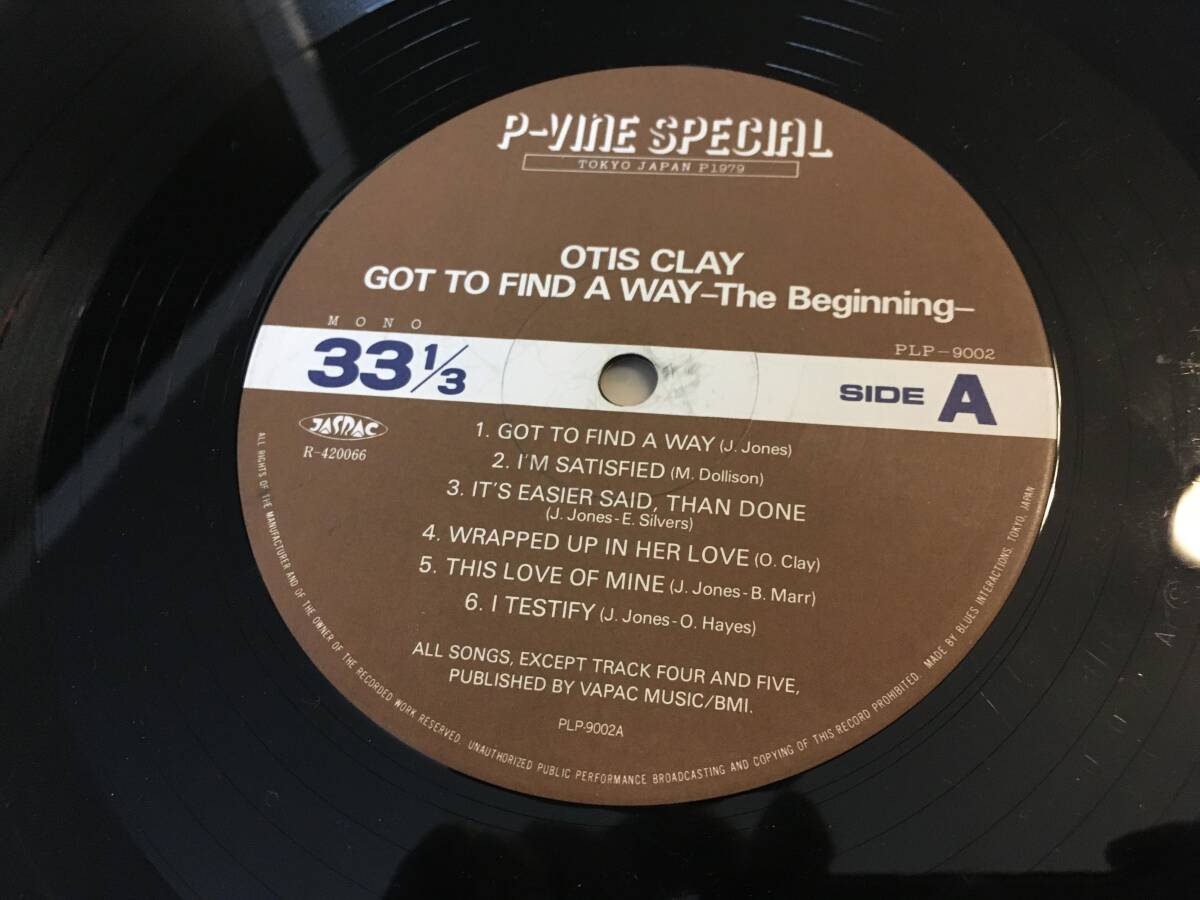 P-VINE SPECIAL
TOKYO JAPAN P1979
OTIS CLAY
GOT TO FIND A WAY–The Beginning–
MONO
PLP-9002
33 1/3
SIDE A
JASRAC
R-420066
1. GOT TO FIND A WAY (J. Jones)
2. I'M SATISFIED (M. Dollison)
3. IT'S EASIER SAID, THAN DONE
(J. Jones-E. Silvers)
4. WRAPPED UP IN HER LOVE (O. Clay)
5. THIS LOVE OF MINE (J. Jones-B. Marr)
6. I TESTIFY (J. Jones-O. Hayes)
ALL SONGS, EXCEPT TRACK FOUR AND FIVE,
PUBLISHED BY VAPAC MUSIC/BMI.
PLP-9002A
ALL RIGHTS OF THE MANUFACTURER AND OF THE OWNER OF THE RECORDED WORK RESERVED. UNAUTHORIZED PUBLIC PERFORMANCE BROADCASTING AND COPYING OF THIS RECORD PROHIBITED. MADE BY BLUES INTERACTIONS. TOKYO, JAPAN